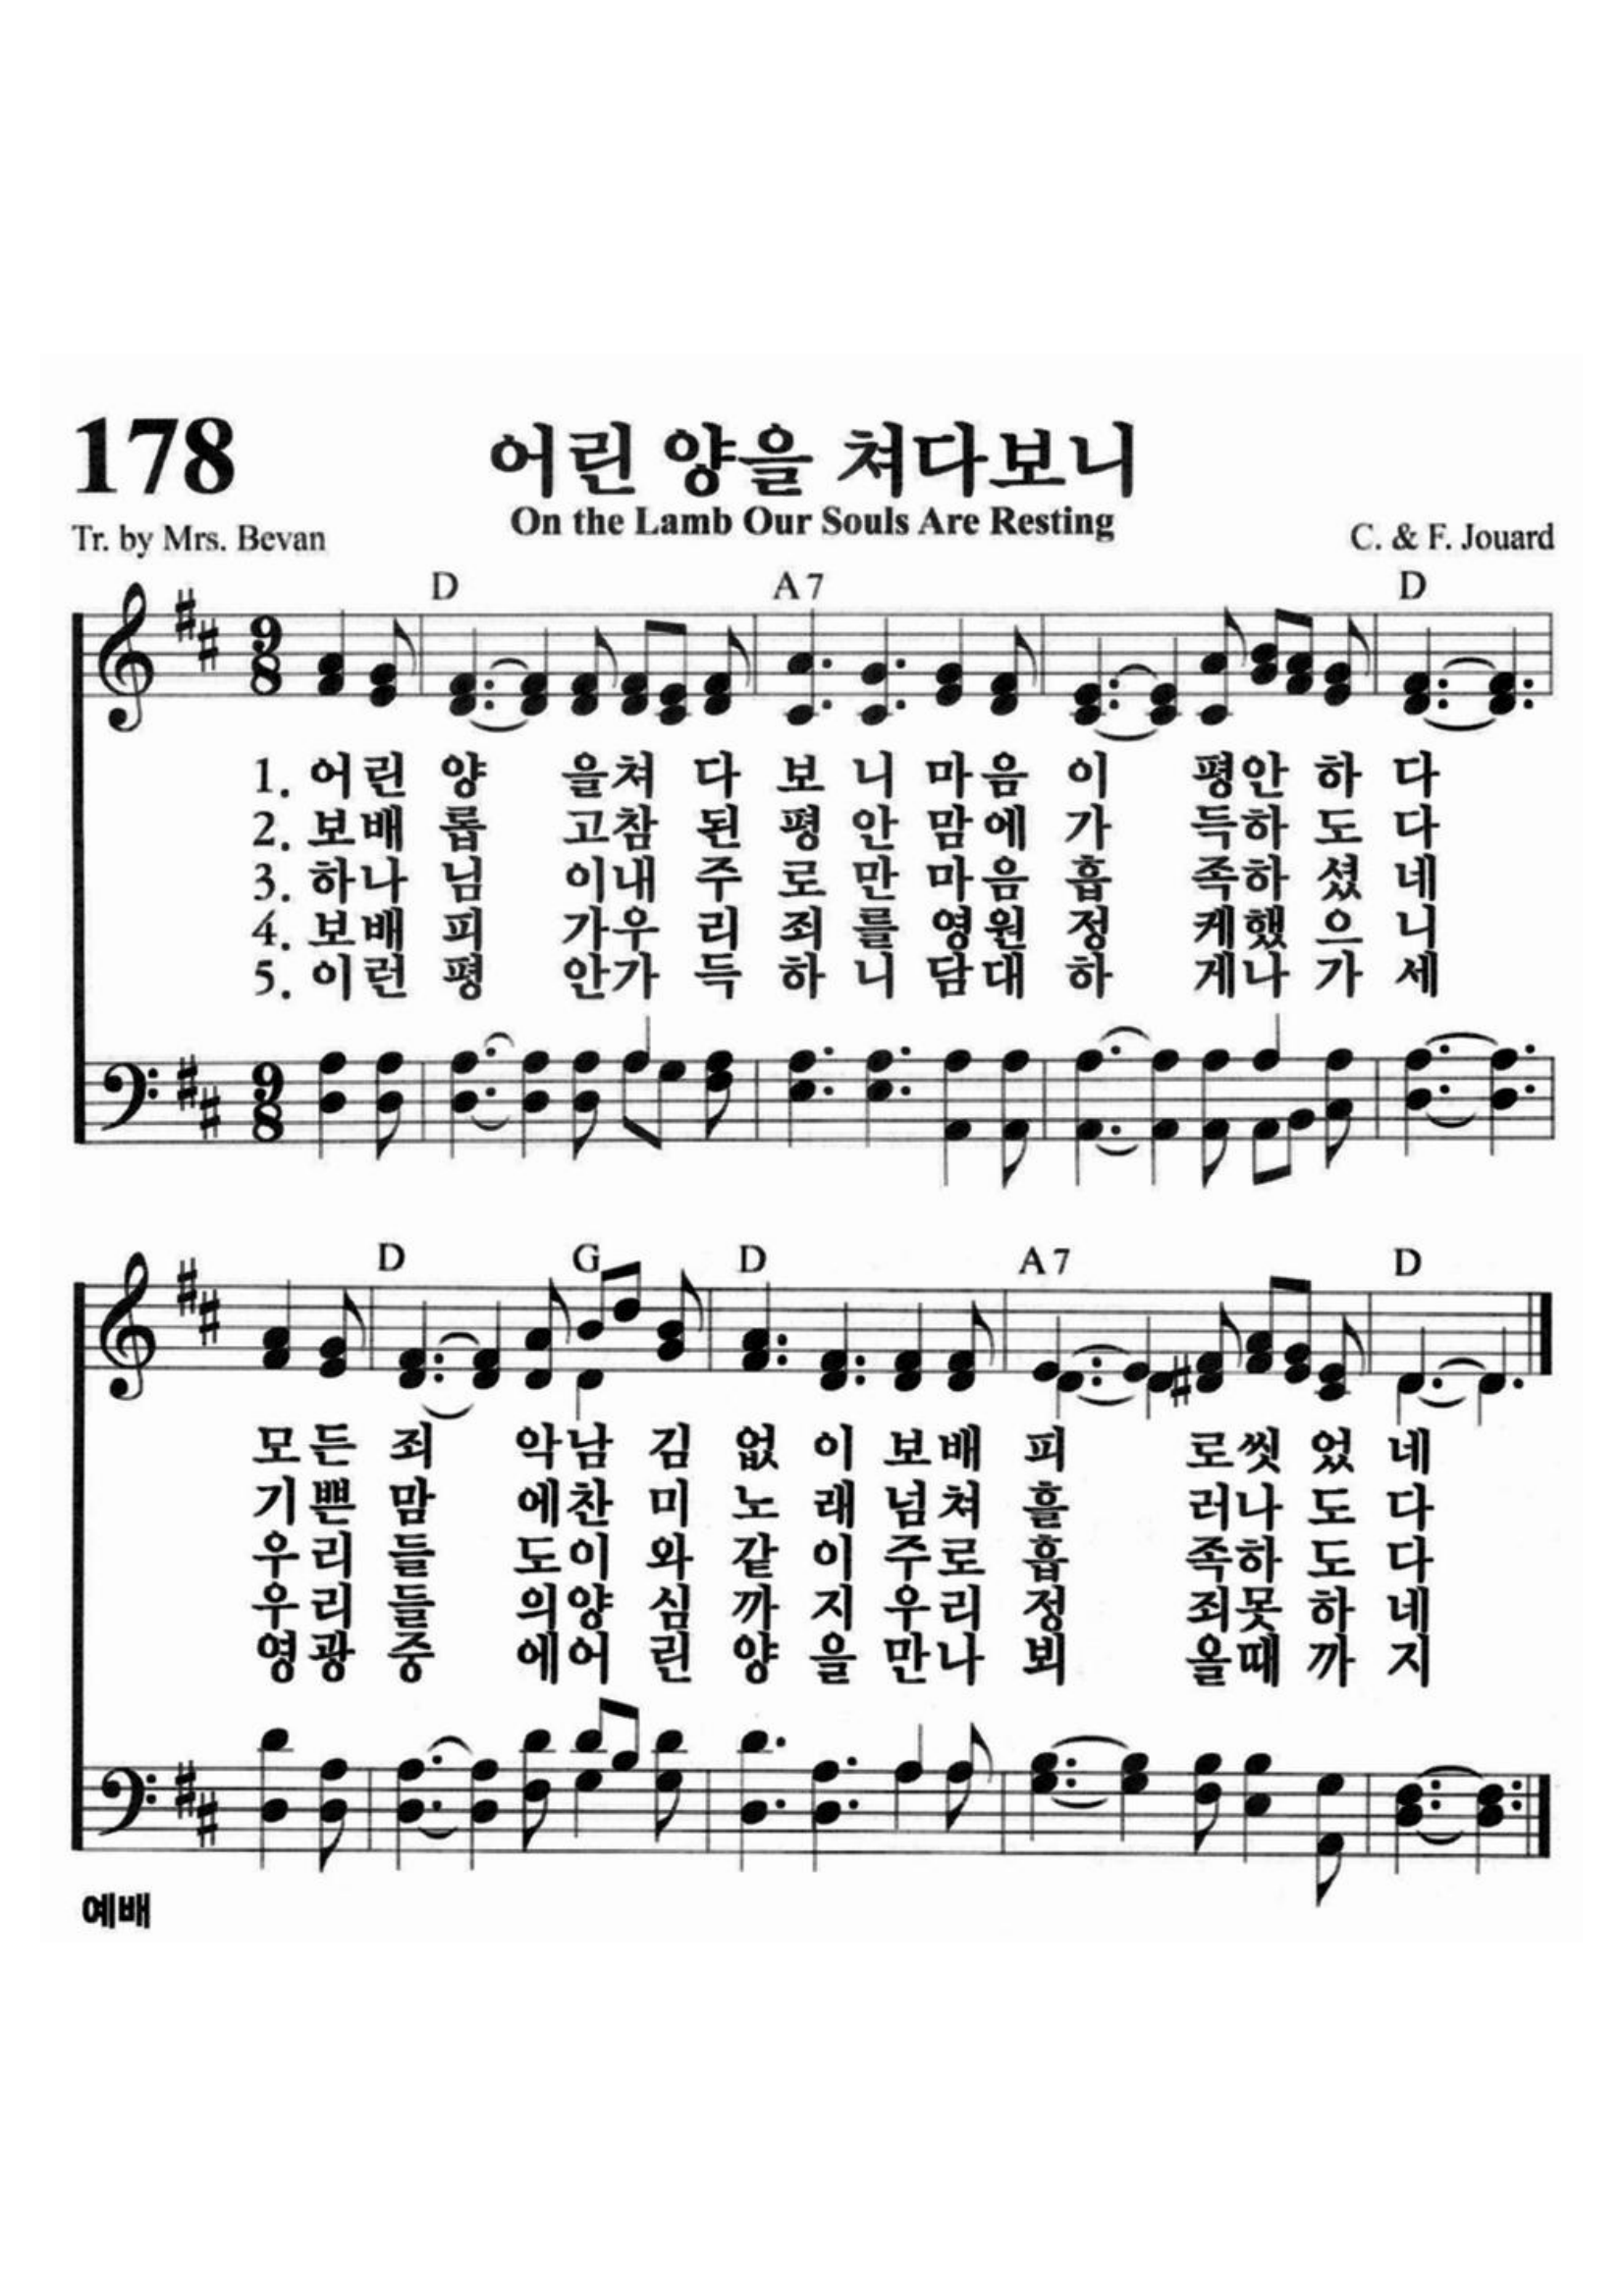 178
어린 양을 쳐다보니
On the Lamb Our Souls Are Resting
Tr. by Mrs. Bevan
C. & F. Jouard
D A7 D
9 8
1. 어린 양 을쳐 다 보 니 마음 이 평안 하 다
2. 보배 롭 고참 된 평 안 맘에 가 득하 도 다
3. 하나 님 이내 주 로 만 마음 흡 족하 셨 네
4. 보배 피 가우 리 죄 를 영원 정 케했 으 니
5. 이런 평 안가 득 하 니 담대 하 게나 가 세
9 8
D G D A7 D
모든 죄 악남 김 없 이 보배 피 로씻 었 네
기쁜 맘 에찬 미 노 래 넘쳐 흘 러나 도 다
우리 들 도이 와 같 이 주로 흡 족하 도 다
우리 들 의양 심 까 지 우리 정 죄못 하 네
영광 중 에어 린 양 을 만나 뵈 올때 까 지
예배